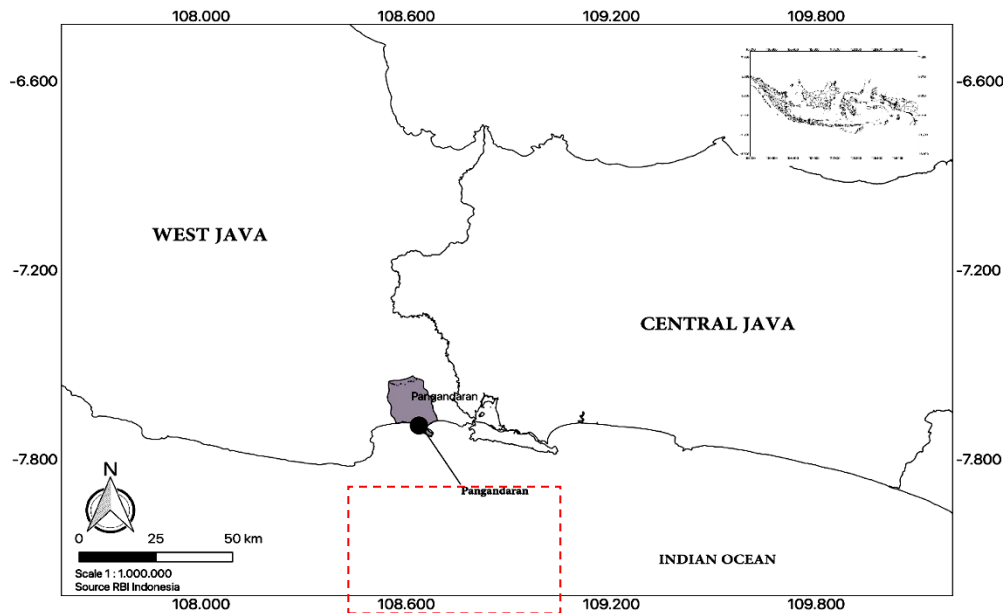 108.000 108.600 109.200 109.800
-6.600 -6.600
WEST JAVA
-7.200 -7.200
CENTRAL JAVA
Pangandaran
-7.800 -7.800
N
Pangandaran
0 25 50 km
INDIAN OCEAN
Scale 1 : 1.000.000
Source RBI Indonesia
108.000 108.600 109.200 109.800